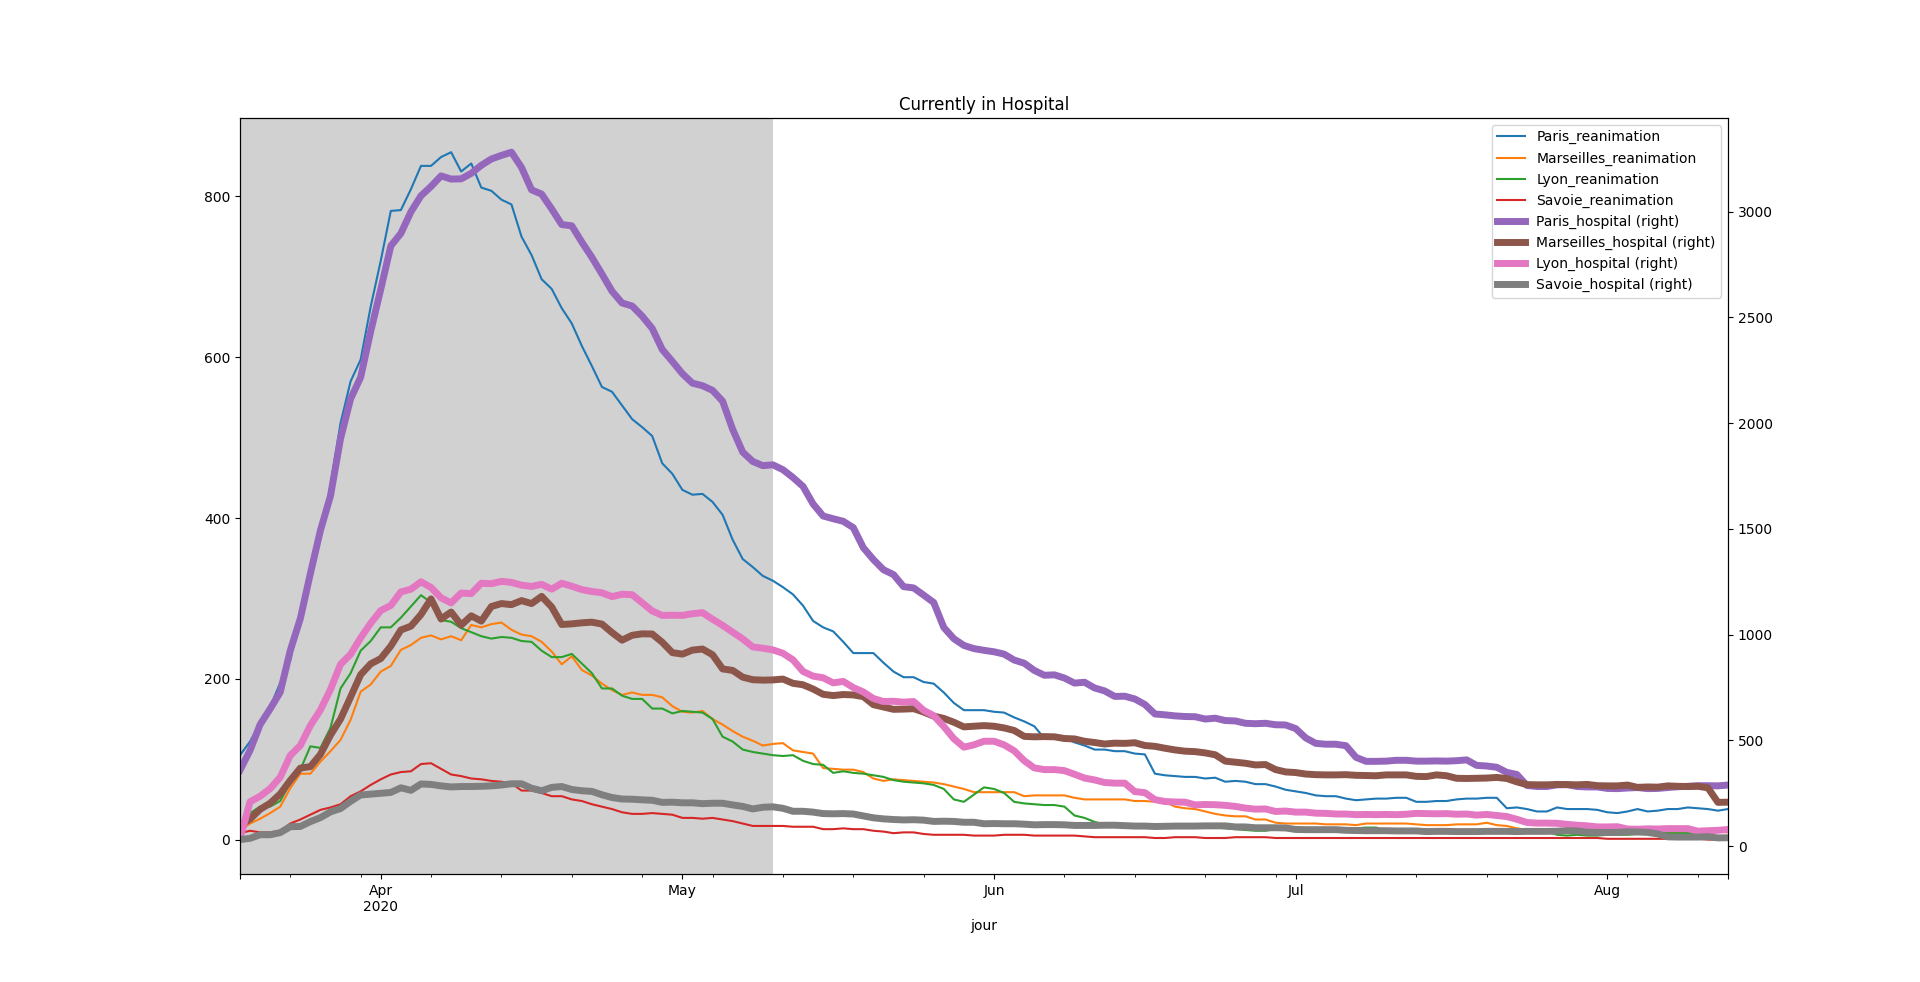 Currently in Hospital
Paris_reanimation
Marseilles_reanimation
Lyon_reanimation
Savoie_reanimation
Paris_hospital (right)
Marseilles_hospital (right)
Lyon_hospital (right)
Savoie_hospital (right)
800
600
400
200
0
3000
2500
2000
1500
1000
500
0
Apr
2020
May
Jun
Jul
Aug
jour